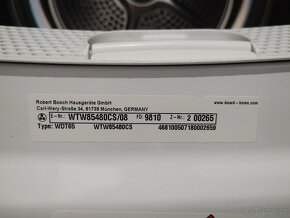 Robert Bosch Hausgeräte GmbH
Carl-Wery-Straße 34, 81739 München, GERMANY
www.bosch-home.com
E - Nr.: WTW85480CS/08 FD: 9810 Z - Nr.: 2 00265
Type: WDT65 WTW85480CS 468100507180002659